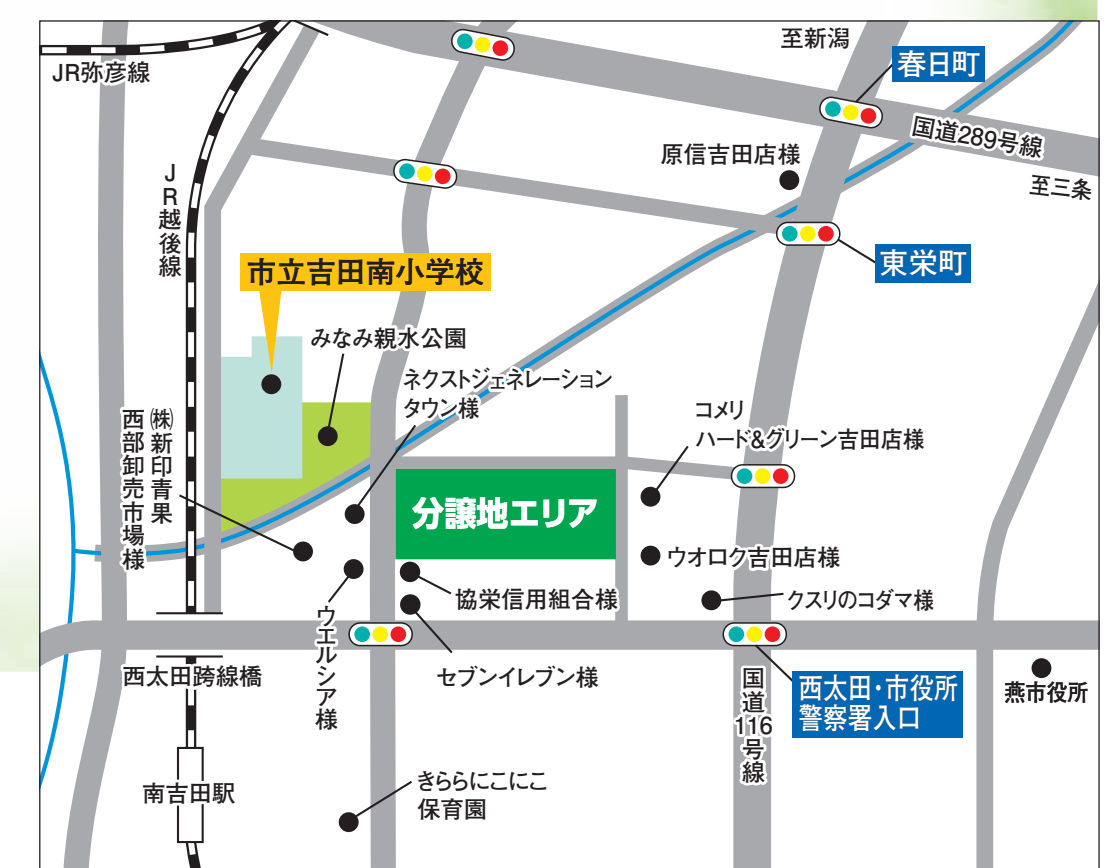 至新潟
春日町
JR弥彦線
国道289号線
原信吉田店様
至三条
JR越後線
東栄町
市立吉田南小学校
みなみ親水公園
ネクストジェネレーション
タウン様
コメリ
ハード&グリーン吉田店様
㈱新印青果
西部卸売市場様
分譲地エリア
ウオロク吉田店様
協栄信用組合様
クスリのコダマ様
ウエルシア様
セブンイレブン様
西太田跨線橋
国道116号線
西太田・市役所
警察署入口
燕市役所
南吉田駅
きららにこにこ
保育園